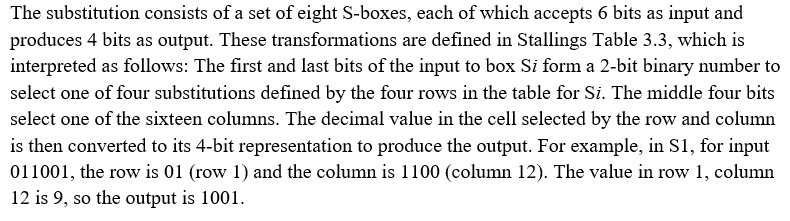 The substitution consists of a set of eight S-boxes, each of which accepts 6 bits as input and
produces 4 bits as output. These transformations are defined in Stallings Table 3.3, which is
interpreted as follows: The first and last bits of the input to box Si form a 2-bit binary number to
select one of four substitutions defined by the four rows in the table for Si. The middle four bits
select one of the sixteen columns. The decimal value in the cell selected by the row and column
is then converted to its 4-bit representation to produce the output. For example, in S1, for input
011001, the row is 01 (row 1) and the column is 1100 (column 12). The value in row 1, column
12 is 9, so the output is 1001.